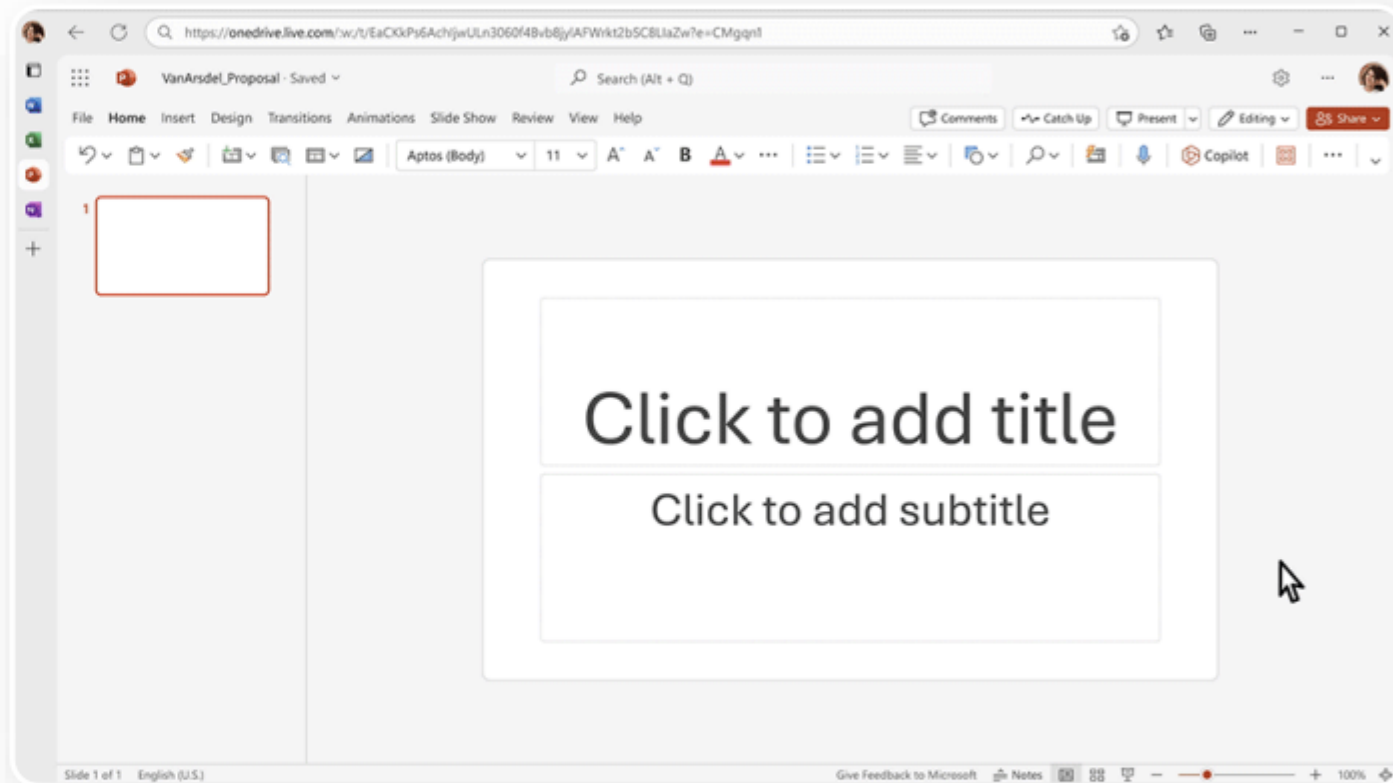 https://onedrive.live.com/:w:/t/
VanArsdel_Proposal · Saved
Search (Alt + Q)
File Home Insert Design Transitions Animations Slide Show Review View Help
Comments Catch Up Present Editing Share
Aptos (Body) 11 A A B A Copilot
1
Click to add title
Click to add subtitle
Slide 1 of 1 English (U.S.)
Give Feedback to Microsoft Notes 100%